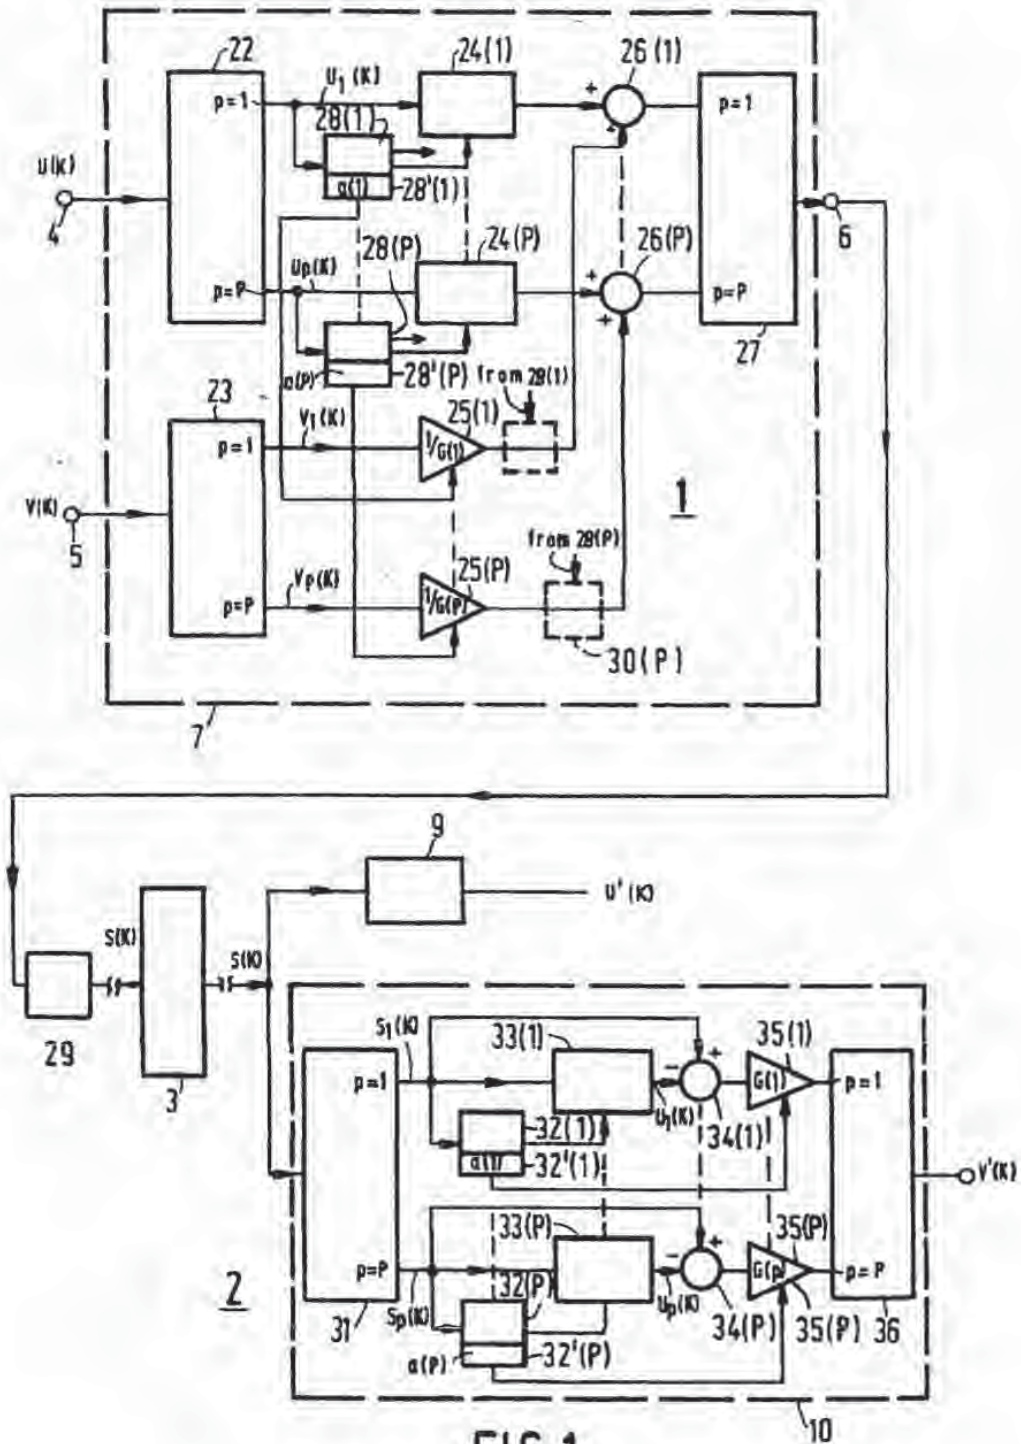 22
24(1)
26(1)
U₁(K)
p=1
+
p=1
28(1)
+
U(K)
a(1)
28'(1)
4
6
28(P)
24(P)
26(P)
Up(K)
+
p=P
p=P
+
27
a(P)
28'(P)
from 28(1)
23
V₁(K)
25(1)
p=1
1/G(1)
1
V(K)
5
from 28(P)
Vp(K)
25(P)
p=P
1/G(P)
30(P)
7
9
U'(K)
S(K)
S(K)
29
3
S₁(K)
33(1)
35(1)
+
p=1
−
G(1)
p=1
U₁(K)
32(1)
34(1)
a(1)
32'(1)
V'(K)
33(P)
35(P)
+
p=P
−
G(p)
p=P
2
32(P)
Sp(K)
Up(K)
31
34(P)
35(P)
36
a(P)
32'(P)
10
FIG.1